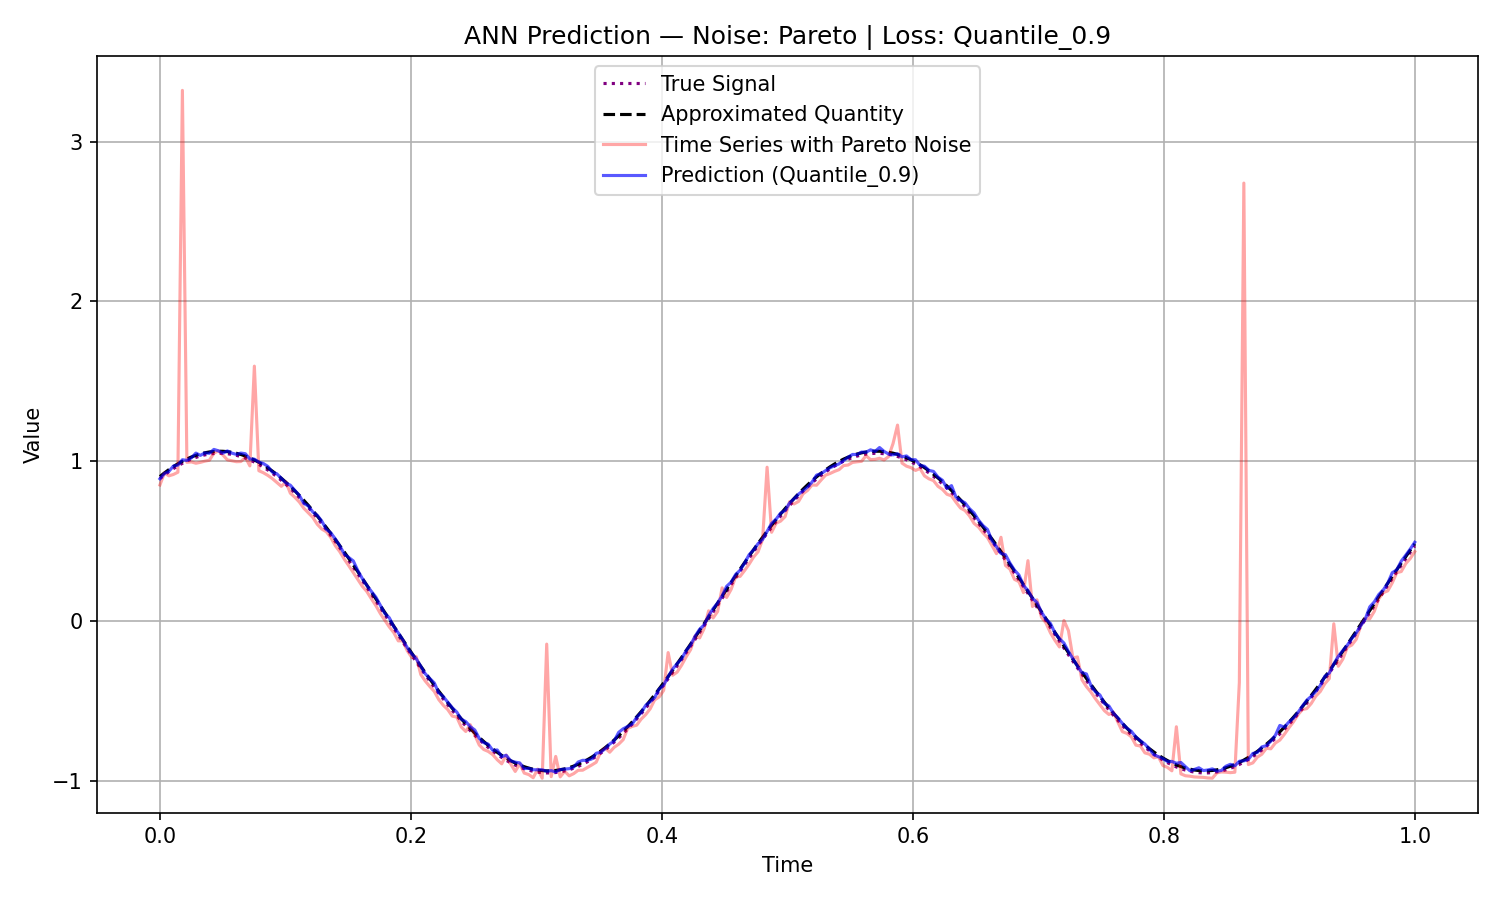 ANN Prediction — Noise: Pareto | Loss: Quantile_0.9
True Signal
Approximated Quantity
Time Series with Pareto Noise
Prediction (Quantile_0.9)
Value
3
2
1
0
−1
0.0 0.2 0.4 0.6 0.8 1.0
Time